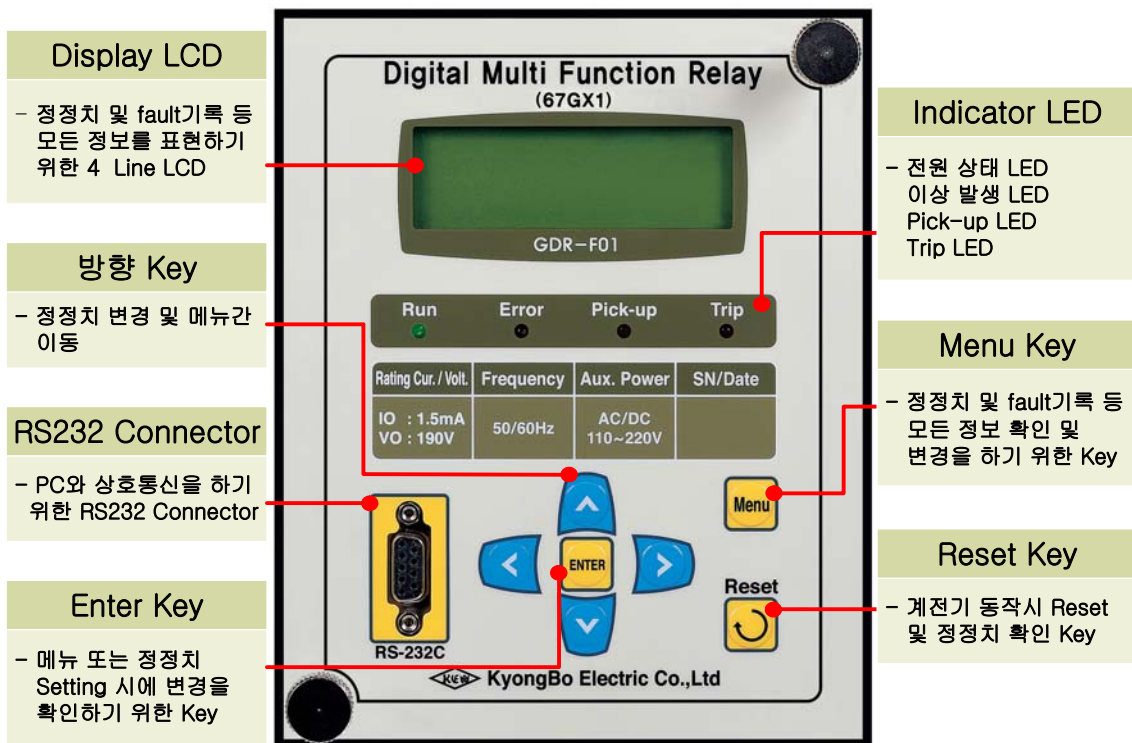 Display LCD
- 정정치 및 fault기록 등
모든 정보를 표현하기
위한 4 Line LCD
방향 Key
- 정정치 변경 및 메뉴간
이동
RS232 Connector
- PC와 상호통신을 하기
위한 RS232 Connector
Enter Key
- 메뉴 또는 정정치
Setting 시에 변경을
확인하기 위한 Key
Digital Multi Function Relay
(67GX1)
GDR-F01
Run Error Pick-up Trip
Rating Cur. / Volt. Frequency Aux. Power SN/Date
IO : 1.5mA
VO : 190V
50/60Hz
AC/DC
110~220V
Menu
ENTER
Reset
RS-232C
KyongBo Electric Co.,Ltd
Indicator LED
- 전원 상태 LED
이상 발생 LED
Pick-up LED
Trip LED
Menu Key
- 정정치 및 fault기록 등
모든 정보 확인 및
변경을 하기 위한 Key
Reset Key
- 계전기 동작시 Reset
및 정정치 확인 Key